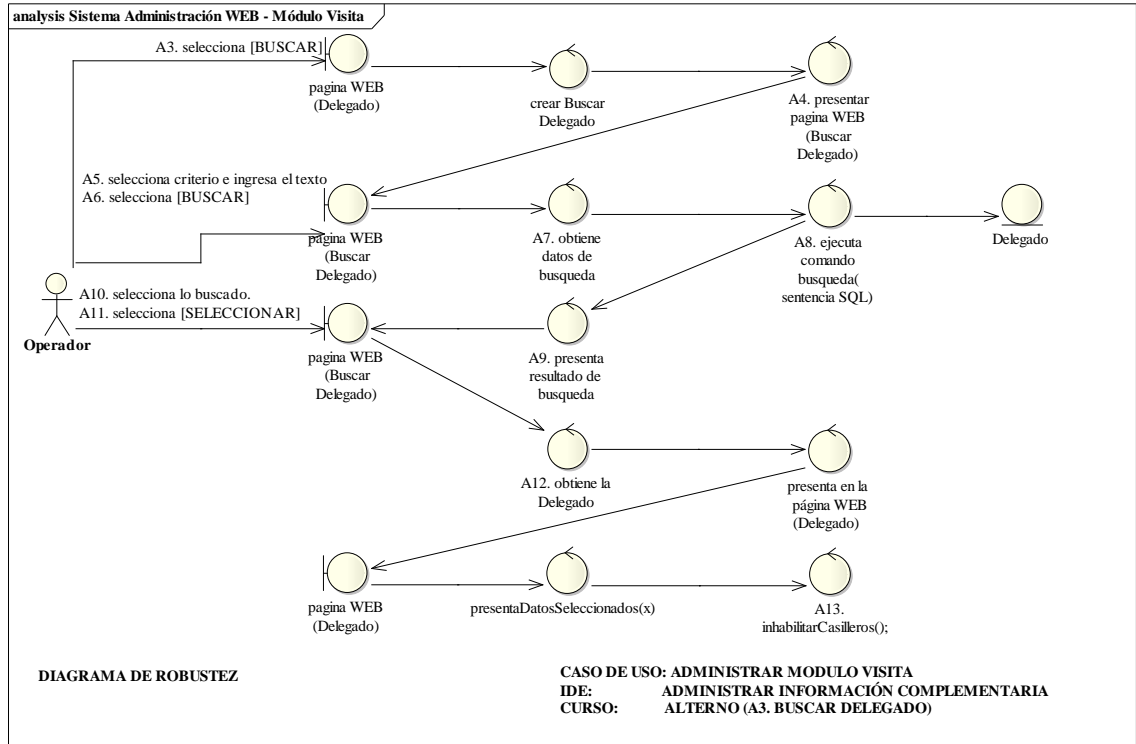 analysis Sistema Administración WEB - Módulo Visita
A3. selecciona [BUSCAR]
pagina WEB
(Delegado)
crear Buscar
Delegado
A4. presentar
pagina WEB
(Buscar
Delegado)
A5. selecciona criterio e ingresa el texto
A6. selecciona [BUSCAR]
pagina WEB
(Buscar
Delegado)
A7. obtiene
datos de
busqueda
A8. ejecuta
comando
busqueda(
sentencia SQL)
Delegado
A10. selecciona lo buscado.
A11. selecciona [SELECCIONAR]
Operador
pagina WEB
(Buscar
Delegado)
A9. presenta
resultado de
busqueda
A12. obtiene la
Delegado
presenta en la
página WEB
(Delegado)
pagina WEB
(Delegado)
presentaDatosSeleccionados(x)
A13.
inhabilitarCasilleros();
DIAGRAMA DE ROBUSTEZ
CASO DE USO: ADMINISTRAR MODULO VISITA
IDE: ADMINISTRAR INFORMACIÓN COMPLEMENTARIA
CURSO: ALTERNO (A3. BUSCAR DELEGADO)